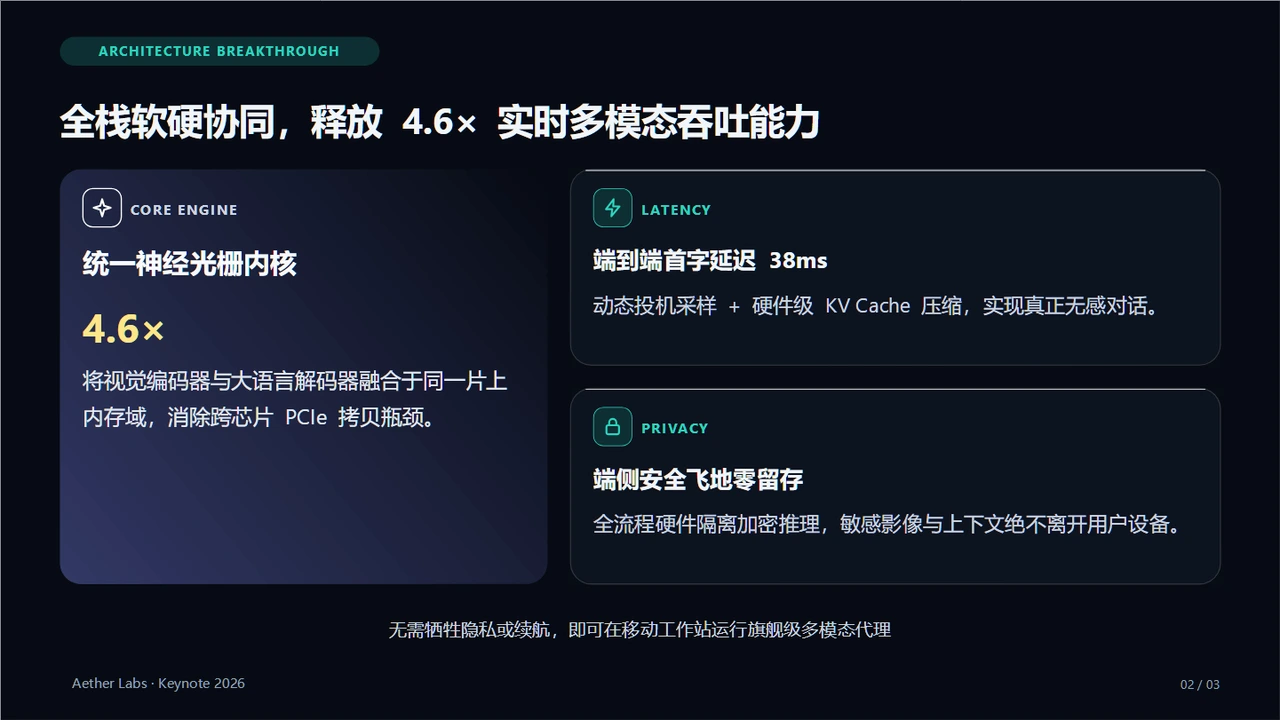 ARCHITECTURE BREAKTHROUGH
全栈软硬协同，释放 4.6× 实时多模态吞吐能力
CORE ENGINE
统一神经光栅内核
4.6×
将视觉编码器与大语言解码器融合于同一片上
内存域，消除跨芯片 PCIe 拷贝瓶颈。
LATENCY
端到端首字延迟 38ms
动态投机采样 + 硬件级 KV Cache 压缩，实现真正无感对话。
PRIVACY
端侧安全飞地零留存
全流程硬件隔离加密推理，敏感影像与上下文绝不离开用户设备。
无需牺牲隐私或续航，即可在移动工作站运行旗舰级多模态代理
Aether Labs · Keynote 2026
02 / 03